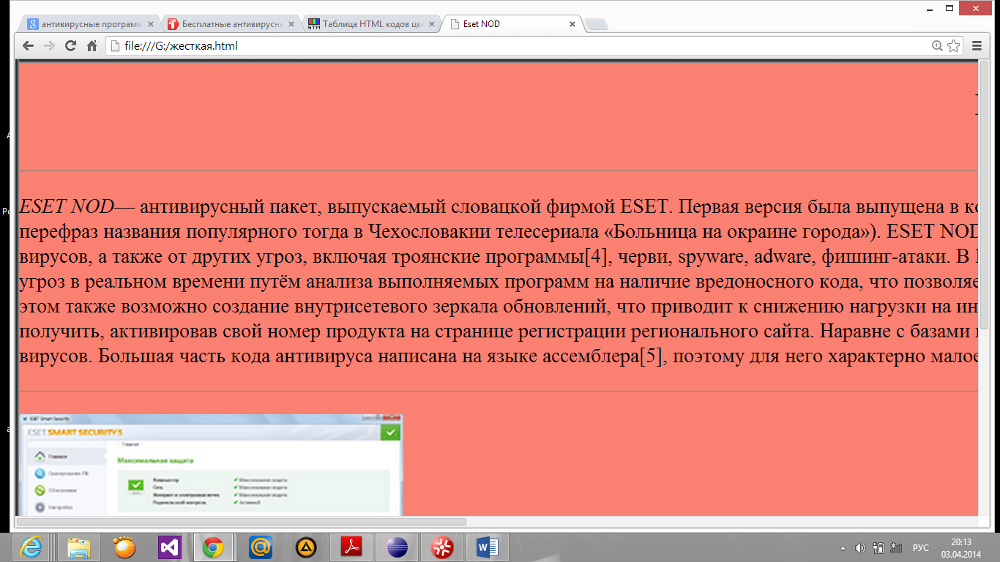 антивирусные программ
Бесплатные антивирусн
Таблица HTML кодов цве
Eset NOD
file:///G:/жесткая.html
ESET NOD— антивирусный пакет, выпускаемый словацкой фирмой ESET. Первая версия была выпущена в ко
перефраз названия популярного тогда в Чехословакии телесериала «Больница на окраине города»). ESET NOD
вирусов, а также от других угроз, включая троянские программы[4], черви, spyware, adware, фишинг-атаки. В
угроз в реальном времени путём анализа выполняемых программ на наличие вредоносного кода, что позволяе
этом также возможно создание внутрисетевого зеркала обновлений, что приводит к снижению нагрузки на ин
получить, активировав свой номер продукта на странице регистрации регионального сайта. Наравне с базами
вирусов. Большая часть кода антивируса написана на языке ассемблера[5], поэтому для него характерно малое
ESET Smart Security
ESET SMART SECURITY 5
Главная
Главная
Максимальная защита
Сканирование ПК
Обновление
Настройка
Компьютер Максимальная защита
Сеть Максимальная защита
Интернет и электронная почта Максимальная защита
Родительский контроль Активный
РУС
20:13
03.04.2014